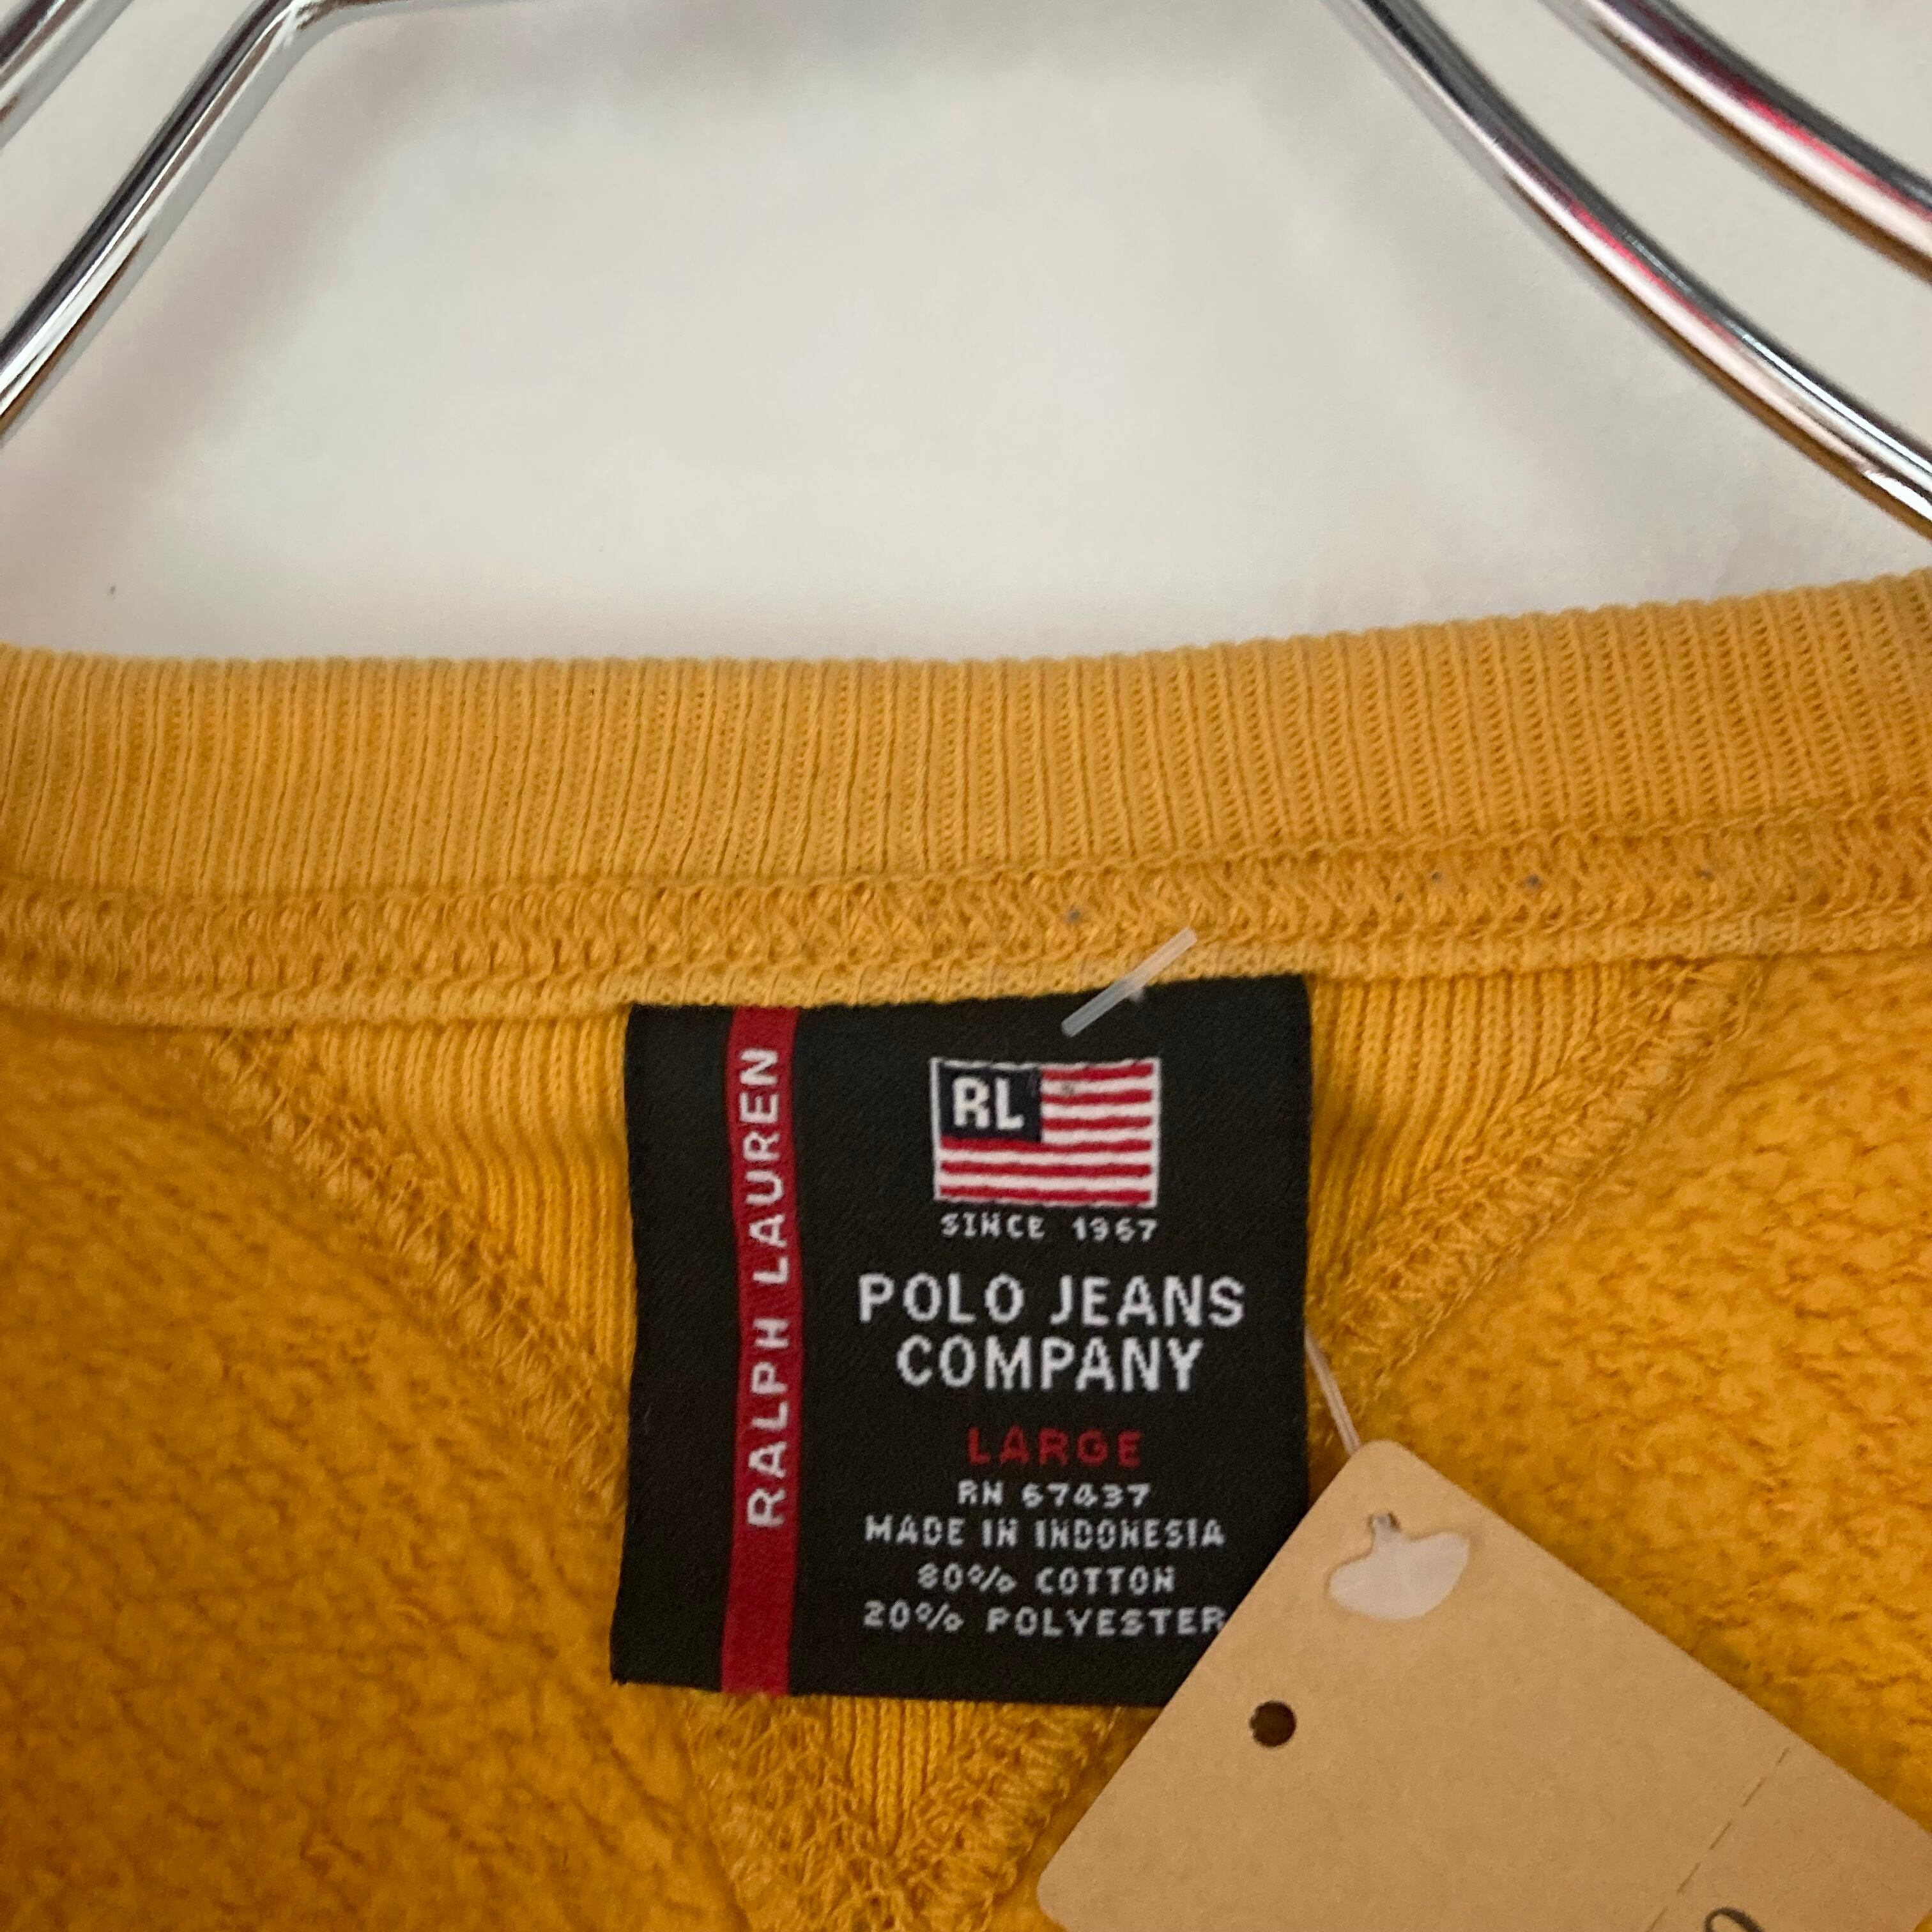 RALPH LAUREN
RL
SINCE 1967
POLO JEANS
COMPANY
LARGE
RN 67437
MADE IN INDONESIA
80% COTTON
20% POLYESTER